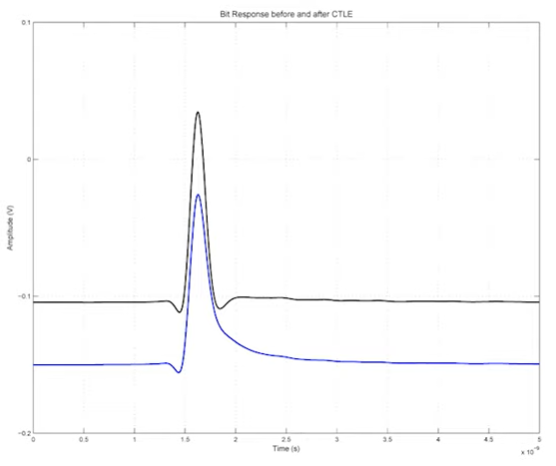 Bit Response before and after CTLE
0.1
0
-0.1
-0.2
Amplitude (V)
0 0.5 1 1.5 2 2.5 3 3.5 4 4.5 5
Time (s)
x 10⁻⁹